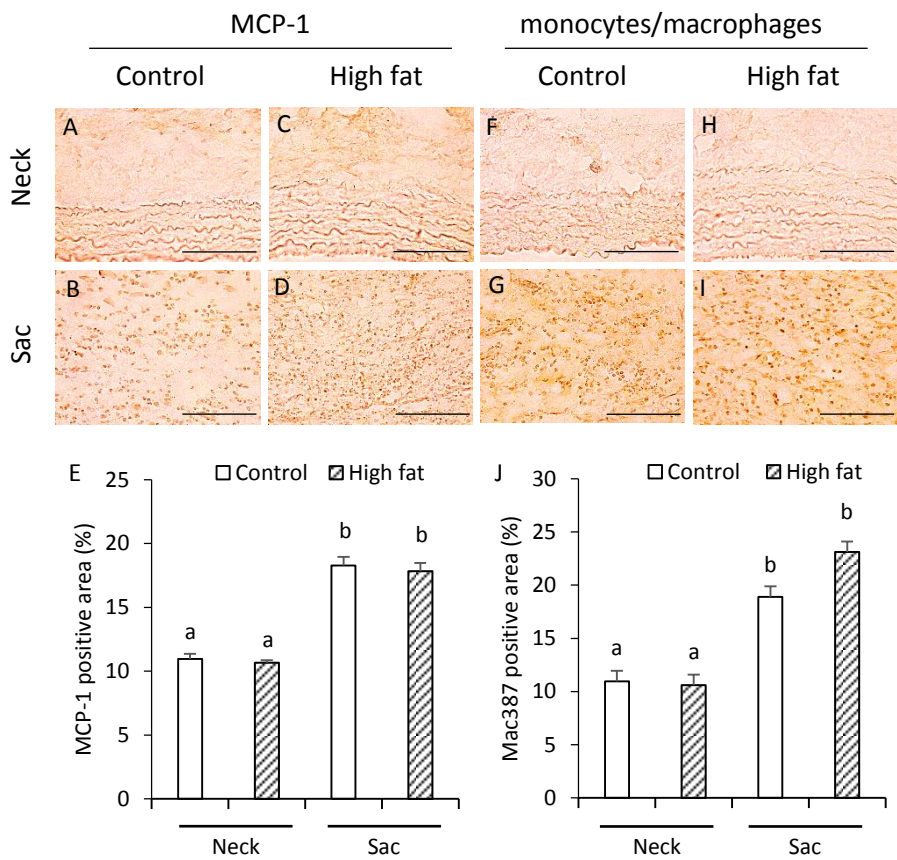 MCP-1 monocytes/macrophages
Control High fat Control High fat
Neck
A C F H
Sac
B D G I
E
Control High fat
MCP-1 positive area (%)
25
20
15
10
5
0
a a b b
Neck Sac
J
Control High fat
Mac387 positive area (%)
30
25
20
15
10
5
0
a a b b
Neck Sac